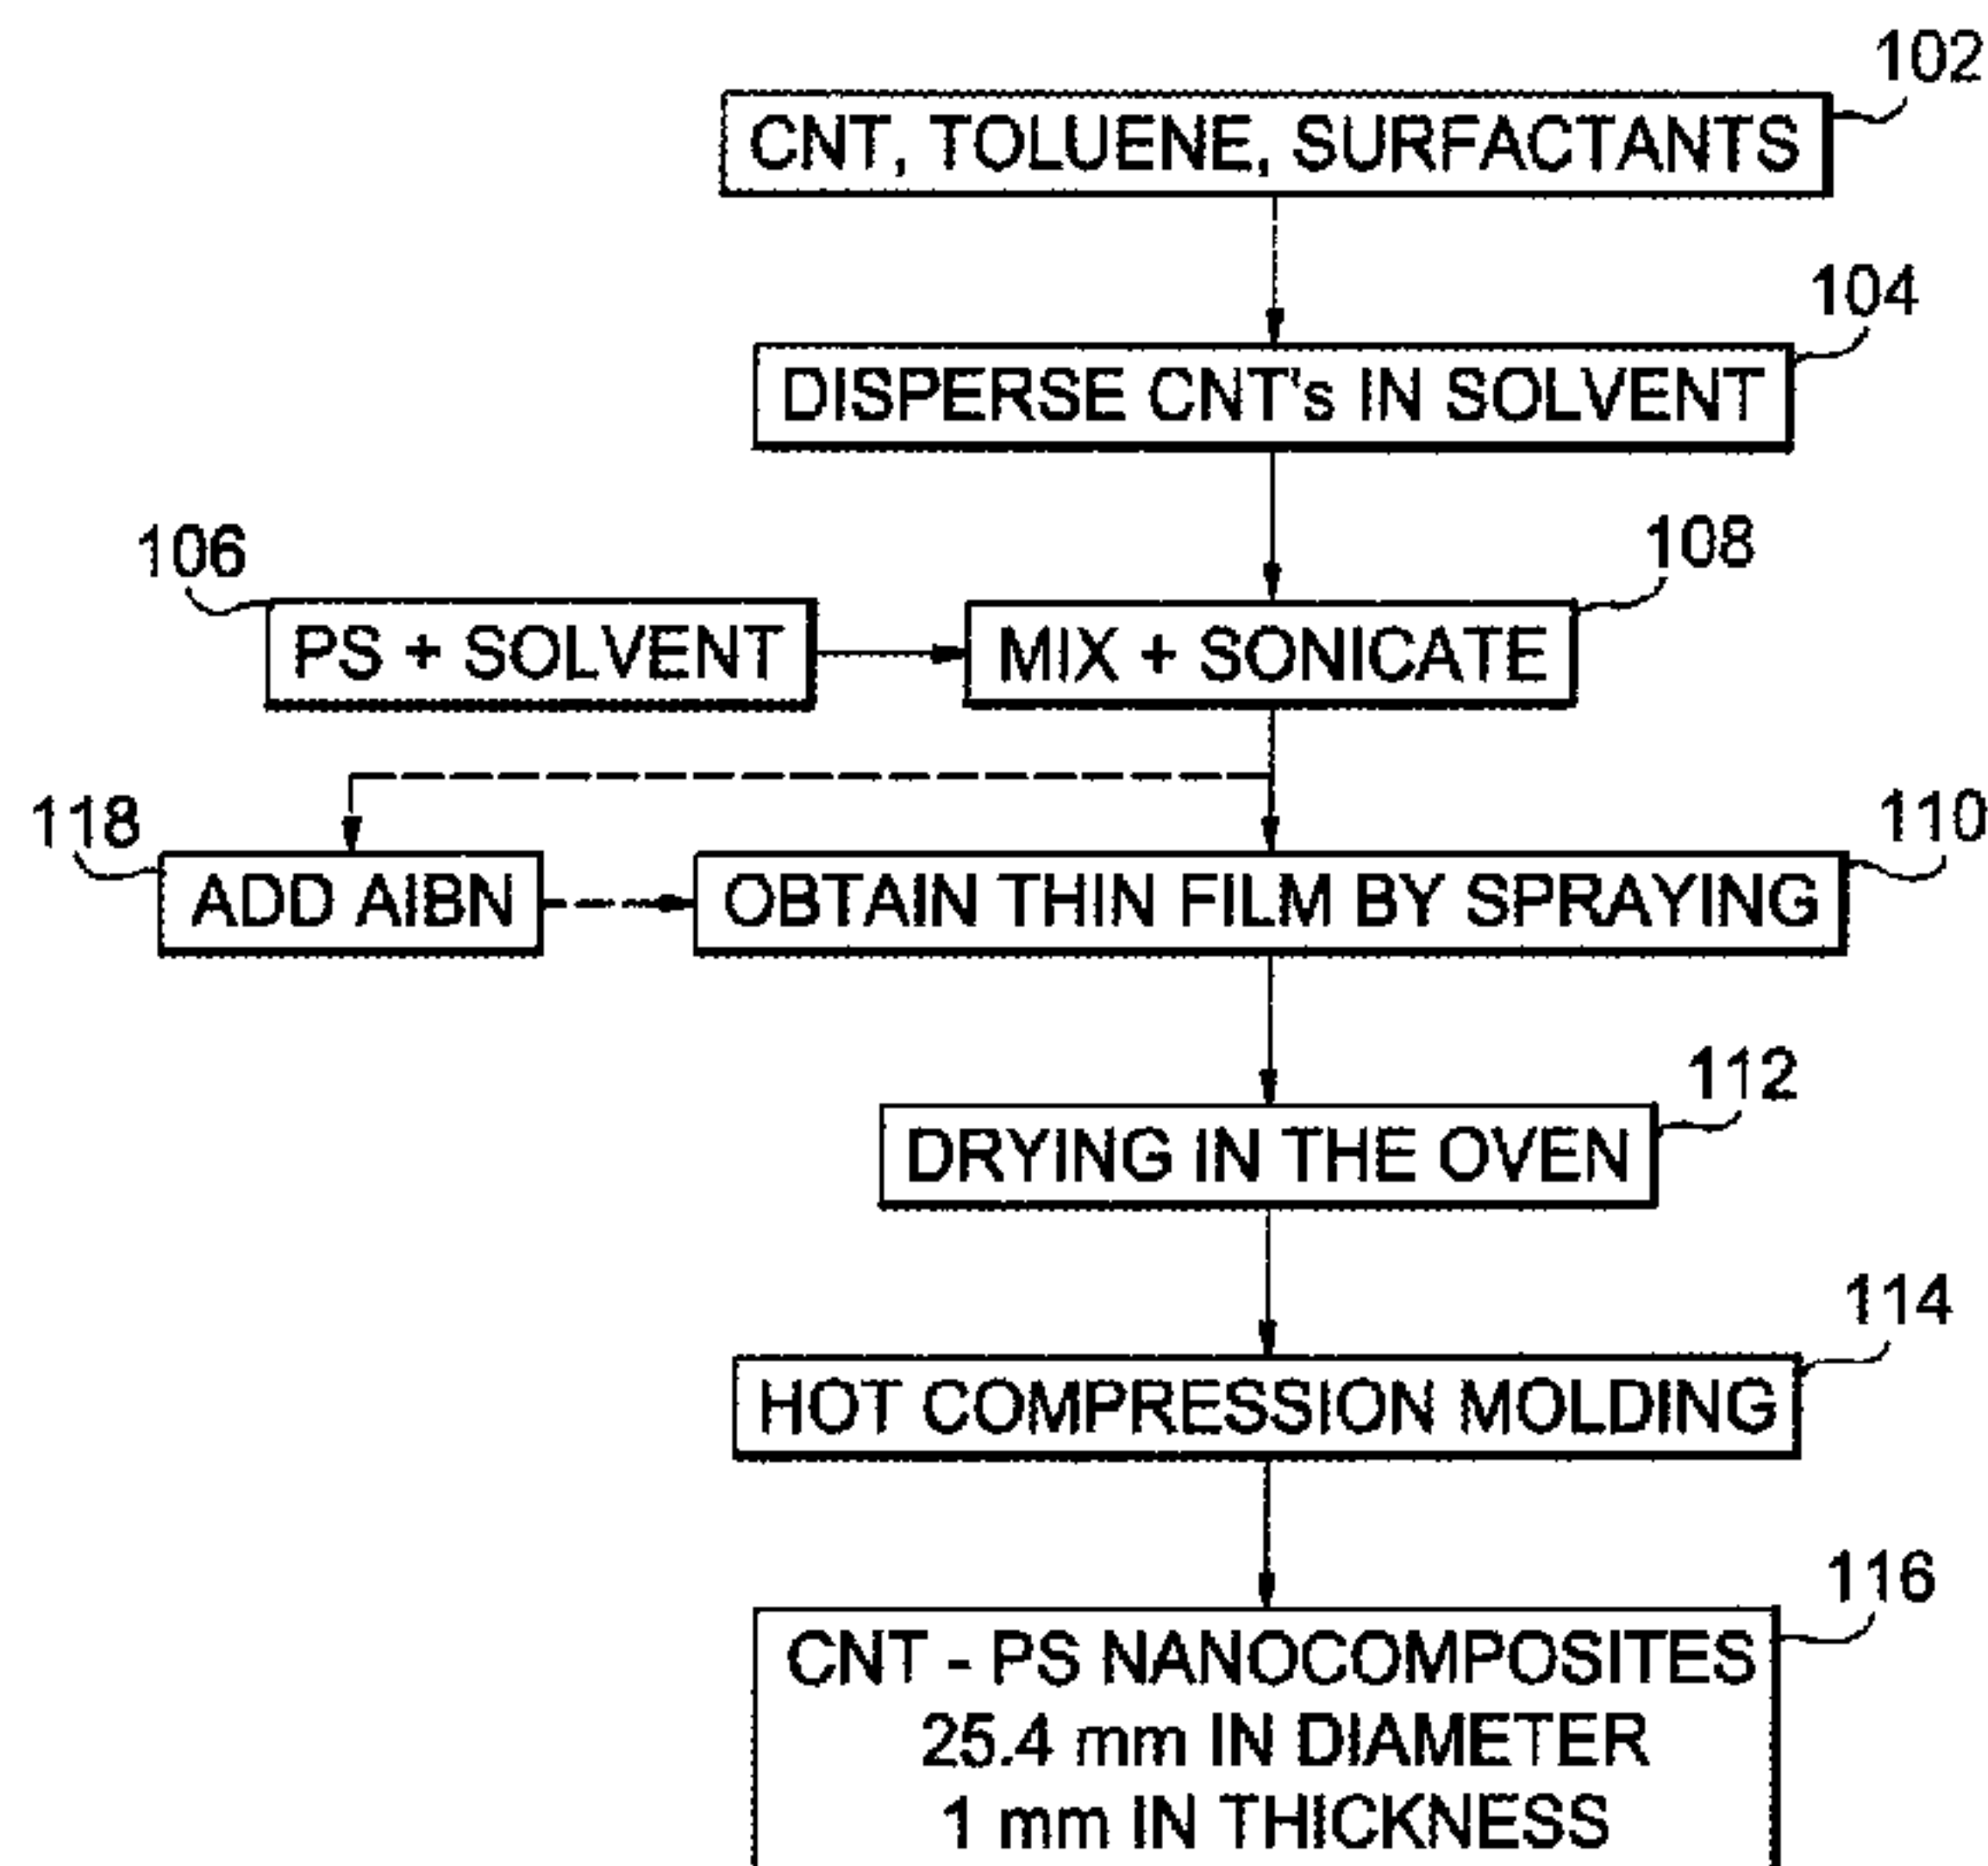 102
CNT, TOLUENE, SURFACTANTS
104
DISPERSE CNT's IN SOLVENT
106
108
PS + SOLVENT
MIX + SONICATE
118
110
ADD AIBN
OBTAIN THIN FILM BY SPRAYING
112
DRYING IN THE OVEN
114
HOT COMPRESSION MOLDING
116
CNT - PS NANOCOMPOSITES
25.4 mm IN DIAMETER
1 mm IN THICKNESS